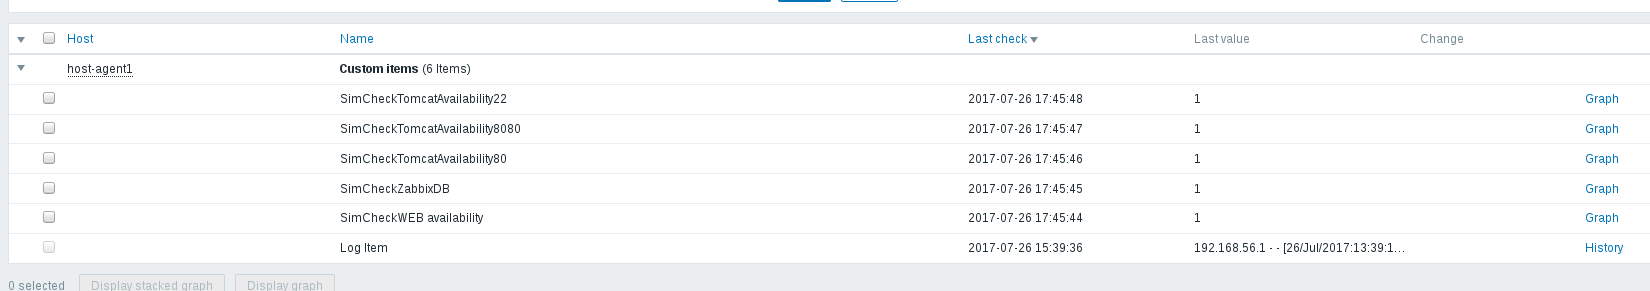 Host Name Last check Last value Change
host-agent1 Custom items (6 Items)
SimCheckTomcatAvailability22 2017-07-26 17:45:48 1 Graph
SimCheckTomcatAvailability8080 2017-07-26 17:45:47 1 Graph
SimCheckTomcatAvailability80 2017-07-26 17:45:46 1 Graph
SimCheckZabbixDB 2017-07-26 17:45:45 1 Graph
SimCheckWEB availability 2017-07-26 17:45:44 1 Graph
Log Item 2017-07-26 15:39:36 192.168.56.1 - - [26/Jul/2017:13:39:1... History
0 selected Display stacked graph Display graph